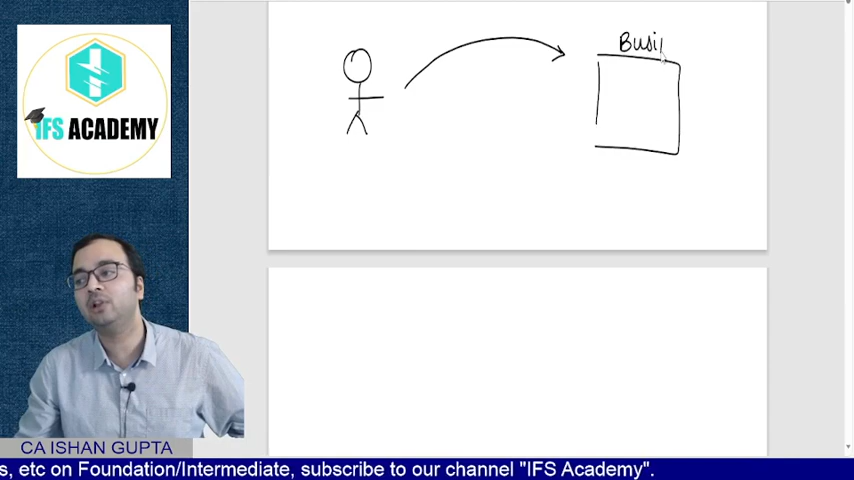 Busi
IFS ACADEMY
CA ISHAN GUPTA
s, etc on Foundation/Intermediate, subscribe to our channel "IFS Academy".